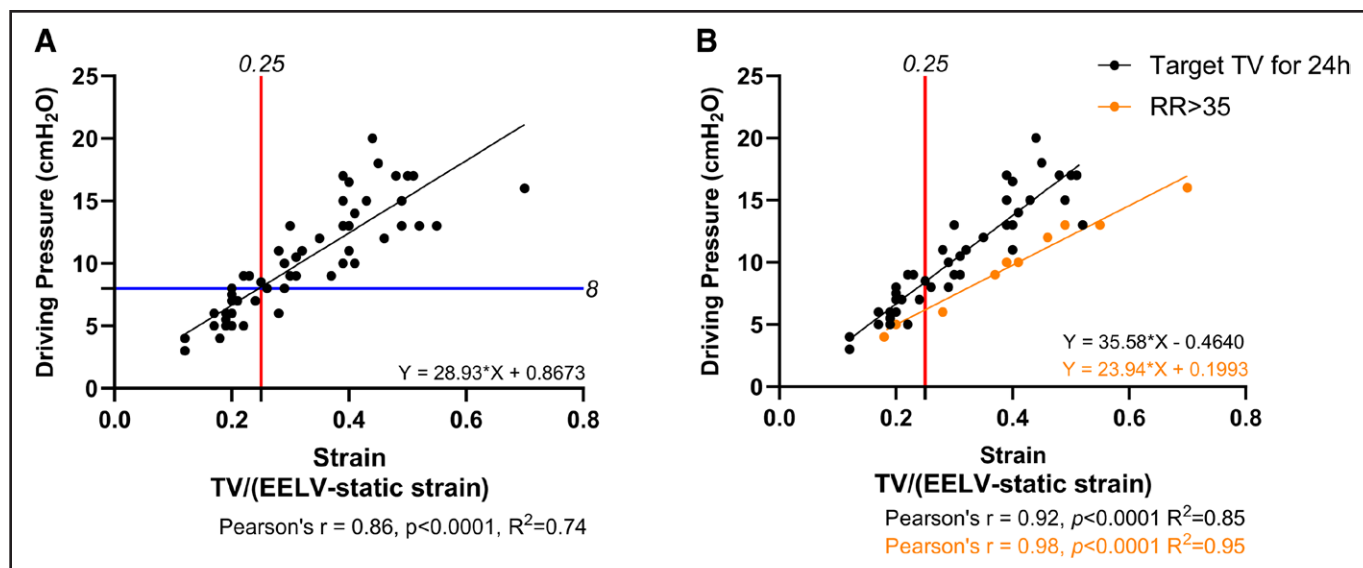 A
0.25
25
20
15
10
5
0
Driving Pressure (cmH₂O)
8
Y = 28.93*X + 0.8673
0.0 0.2 0.4 0.6 0.8
Strain
TV/(EELV-static strain)
Pearson's r = 0.86, p<0.0001, R²=0.74
B
0.25
Target TV for 24h
RR>35
25
20
15
10
5
0
Driving Pressure (cmH₂O)
Y = 35.58*X - 0.4640
Y = 23.94*X + 0.1993
0.0 0.2 0.4 0.6 0.8
Strain
TV/(EELV-static strain)
Pearson's r = 0.92, p<0.0001 R²=0.85
Pearson's r = 0.98, p<0.0001 R²=0.95